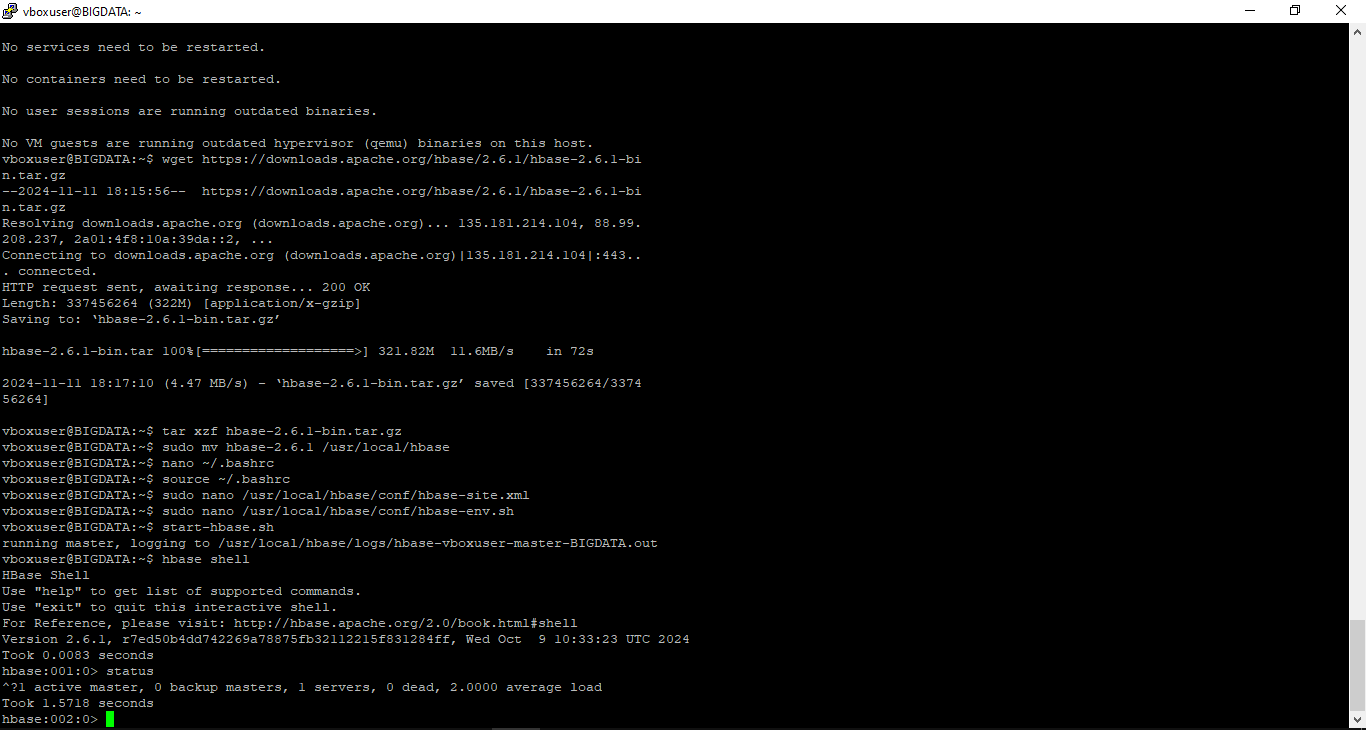 vboxuser@BIGDATA: ~
No services need to be restarted.
No containers need to be restarted.
No user sessions are running outdated binaries.
No VM guests are running outdated hypervisor (qemu) binaries on this host.
vboxuser@BIGDATA:~$ wget https://downloads.apache.org/hbase/2.6.1/hbase-2.6.1-bi
n.tar.gz
--2024-11-11 18:15:56--  https://downloads.apache.org/hbase/2.6.1/hbase-2.6.1-bi
n.tar.gz
Resolving downloads.apache.org (downloads.apache.org)... 135.181.214.104, 88.99.
208.237, 2a01:4f8:10a:39da::2, ...
Connecting to downloads.apache.org (downloads.apache.org)|135.181.214.104|:443..
. connected.
HTTP request sent, awaiting response... 200 OK
Length: 337456264 (322M) [application/x-gzip]
Saving to: ‘hbase-2.6.1-bin.tar.gz’
hbase-2.6.1-bin.tar 100%[===================>] 321.82M  11.6MB/s    in 72s
2024-11-11 18:17:10 (4.47 MB/s) - ‘hbase-2.6.1-bin.tar.gz’ saved [337456264/3374
56264]
vboxuser@BIGDATA:~$ tar xzf hbase-2.6.1-bin.tar.gz
vboxuser@BIGDATA:~$ sudo mv hbase-2.6.1 /usr/local/hbase
vboxuser@BIGDATA:~$ nano ~/.bashrc
vboxuser@BIGDATA:~$ source ~/.bashrc
vboxuser@BIGDATA:~$ sudo nano /usr/local/hbase/conf/hbase-site.xml
vboxuser@BIGDATA:~$ sudo nano /usr/local/hbase/conf/hbase-env.sh
vboxuser@BIGDATA:~$ start-hbase.sh
running master, logging to /usr/local/hbase/logs/hbase-vboxuser-master-BIGDATA.out
vboxuser@BIGDATA:~$ hbase shell
HBase Shell
Use "help" to get list of supported commands.
Use "exit" to quit this interactive shell.
For Reference, please visit: http://hbase.apache.org/2.0/book.html#shell
Version 2.6.1, r7ed50b4dd742269a78875fb32112215f831284ff, Wed Oct  9 10:33:23 UTC 2024
Took 0.0083 seconds
hbase:001:0> status
^?1 active master, 0 backup masters, 1 servers, 0 dead, 2.0000 average load
Took 1.5718 seconds
hbase:002:0>